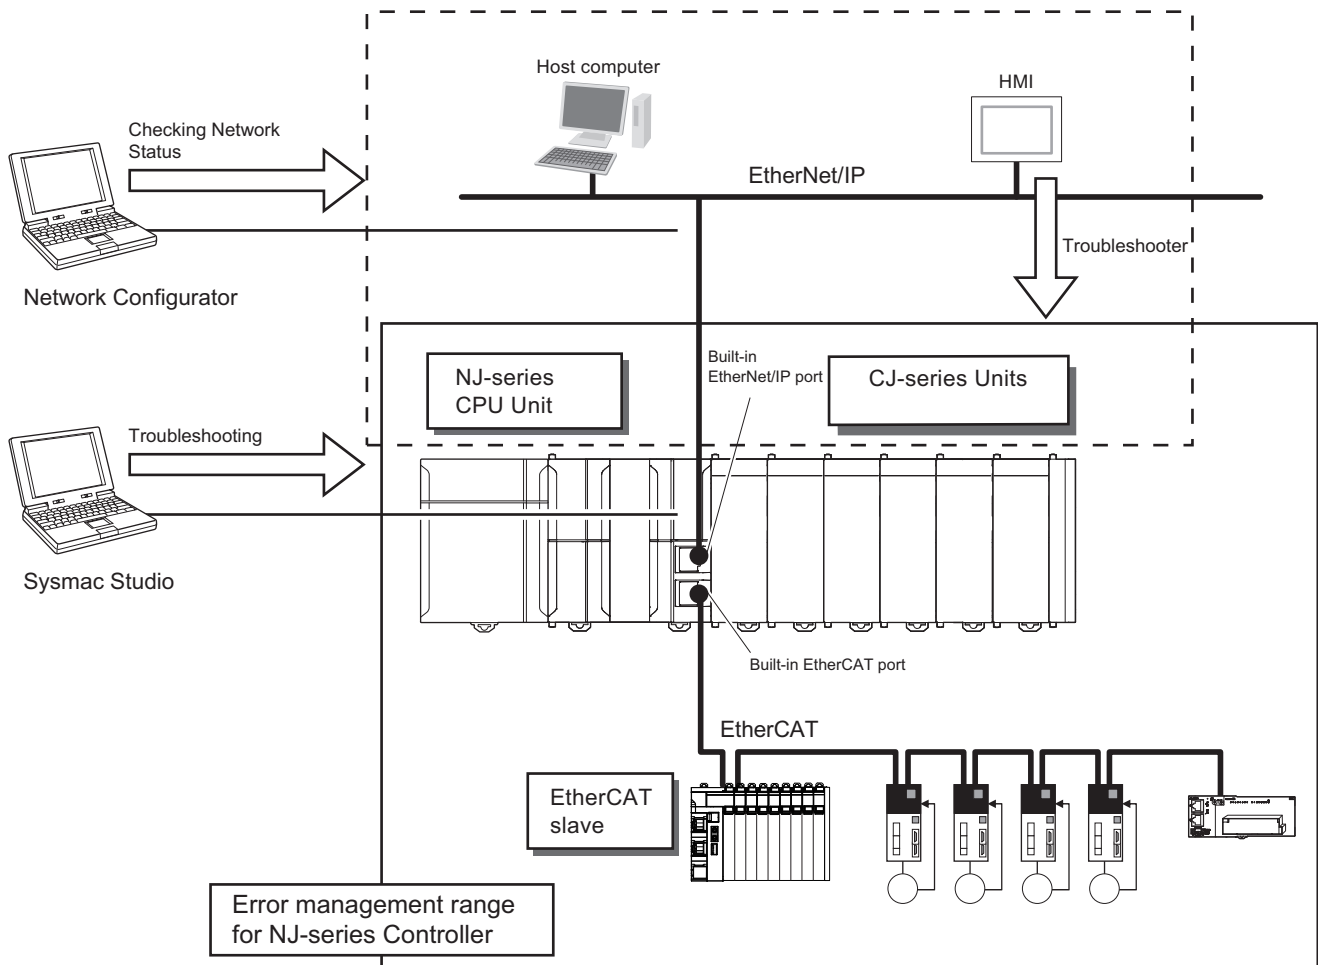 Host computer
HMI
Checking Network
Status
EtherNet/IP
Troubleshooter
Network Configurator
NJ-series
CPU Unit
Built-in
EtherNet/IP port
CJ-series Units
Troubleshooting
Sysmac Studio
Built-in EtherCAT port
EtherCAT
EtherCAT
slave
Error management range
for NJ-series Controller